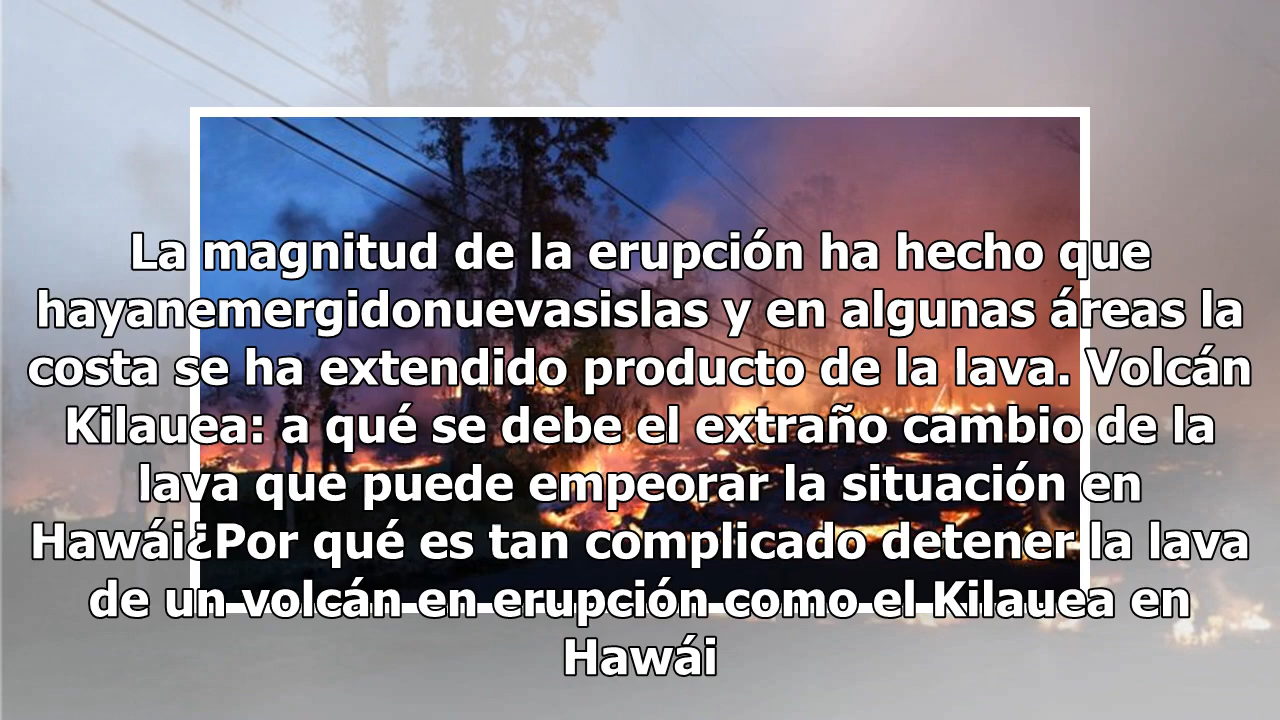 La magnitud de la erupción ha hecho que
hayanemergidonuevasislas y en algunas áreas la
costa se ha extendido producto de la lava. Volcán
Kilauea: a qué se debe el extraño cambio de la
lava que puede empeorar la situación en
Hawái¿Por qué es tan complicado detener la lava
de un volcán en erupción como el Kilauea en
Hawái